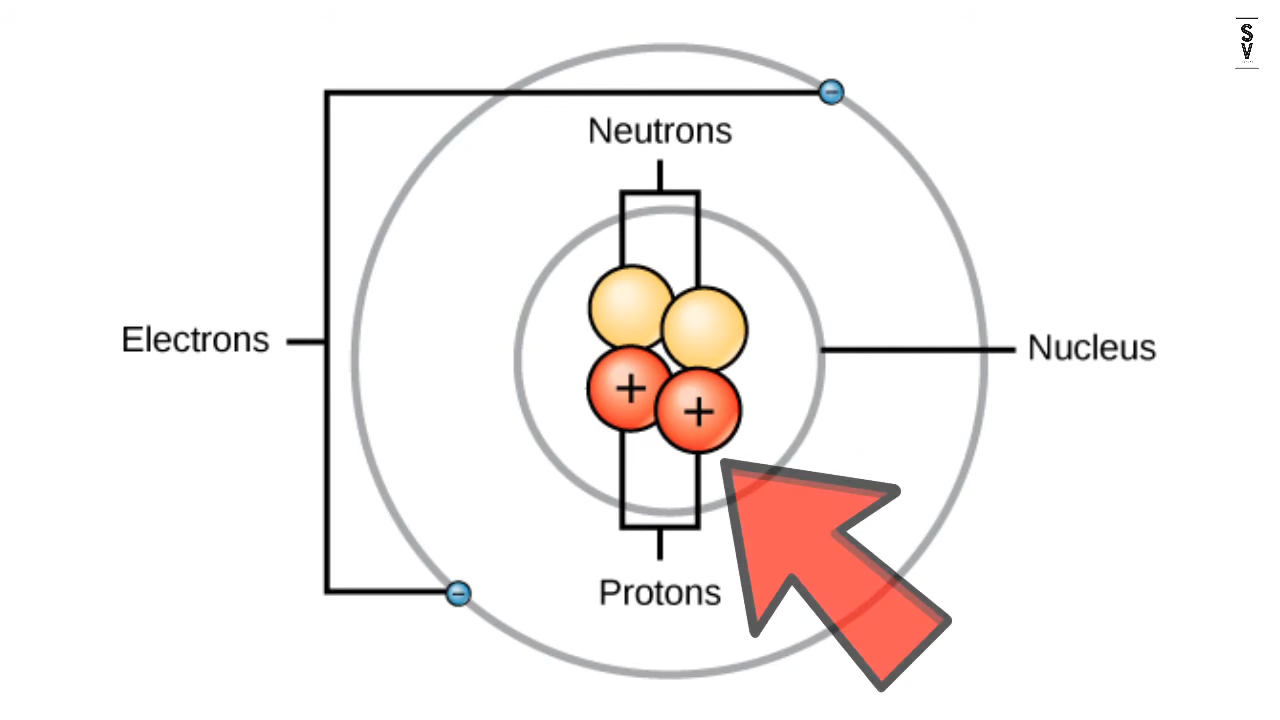 S
V
Neutrons
Electrons
Nucleus
+
+
Protons
−
−